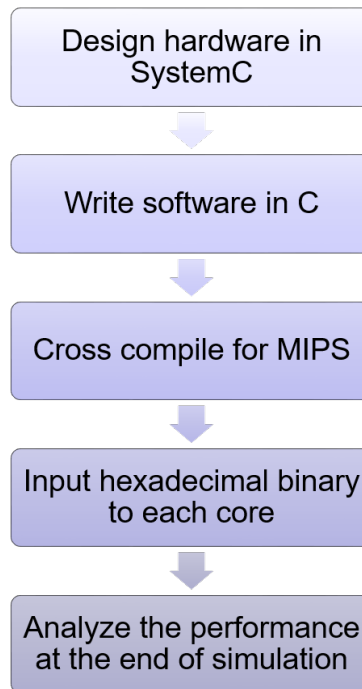 Design hardware in
SystemC
Write software in C
Cross compile for MIPS
Input hexadecimal binary
to each core
Analyze the performance
at the end of simulation